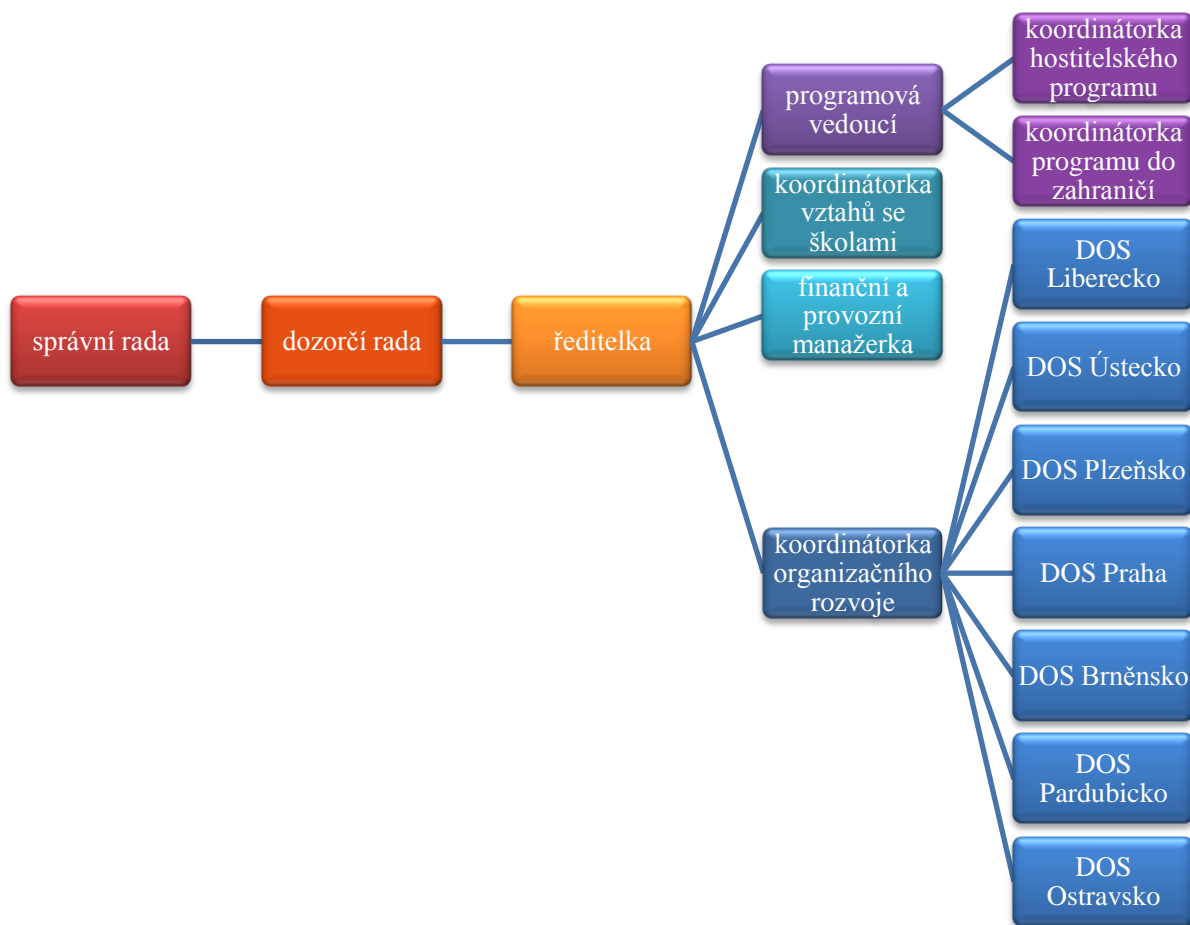 správní rada
dozorčí rada
ředitelka
programová
vedoucí
koordinátorka
vztahů se
školami
finanční a
provozní
manažerka
koordinátorka
organizačního
rozvoje
koordinátorka
hostitelského
programu
koordinátorka
programu do
zahraničí
DOS
Liberecko
DOS Ústecko
DOS Plzeňsko
DOS Praha
DOS Brněnsko
DOS
Pardubicko
DOS
Ostravsko